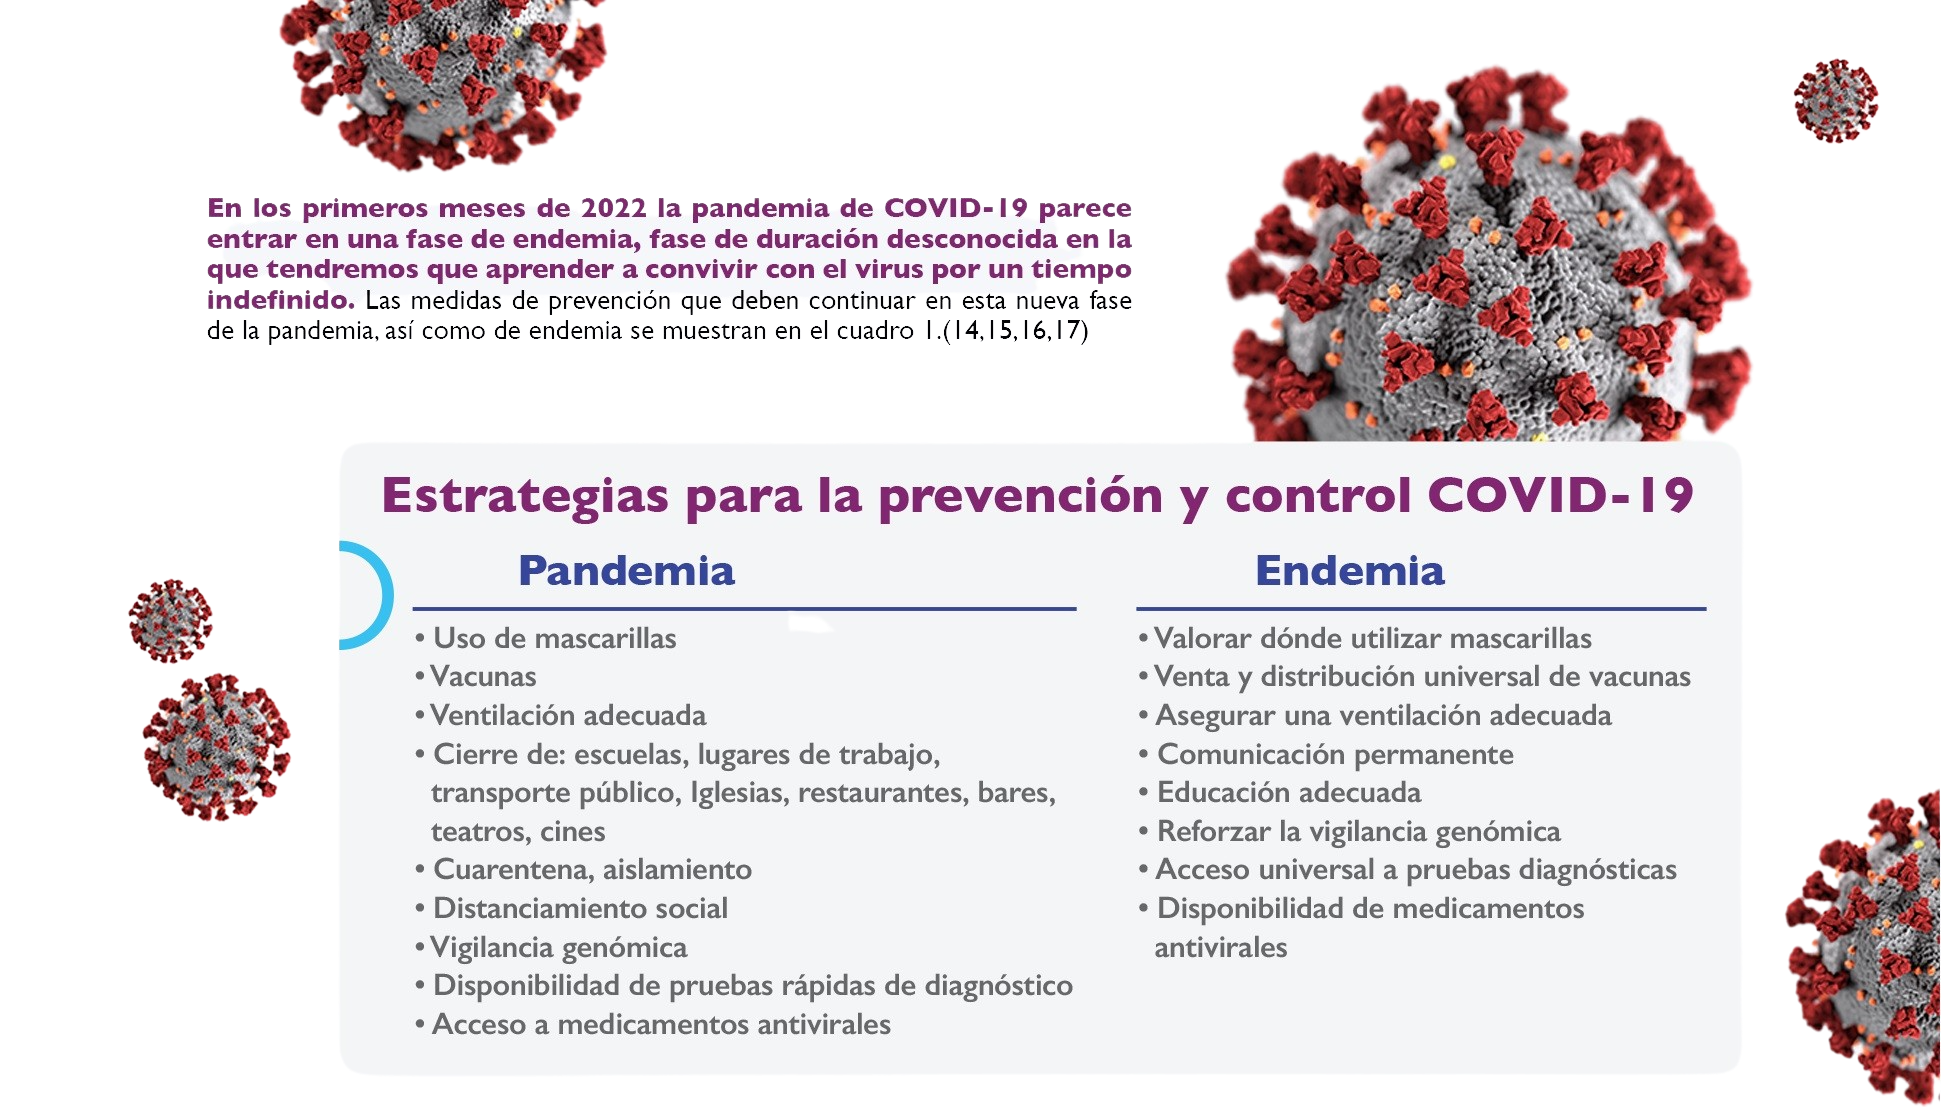 En los primeros meses de 2022 la pandemia de COVID-19 parece
entrar en una fase de endemia, fase de duración desconocida en la
que tendremos que aprender a convivir con el virus por un tiempo
indefinido. Las medidas de prevención que deben continuar en esta nueva fase
de la pandemia, así como de endemia se muestran en el cuadro 1.(14,15,16,17)
Estrategias para la prevención y control COVID-19
Pandemia
• Uso de mascarillas
• Vacunas
• Ventilación adecuada
• Cierre de: escuelas, lugares de trabajo,
transporte público, Iglesias, restaurantes, bares,
teatros, cines
• Cuarentena, aislamiento
• Distanciamiento social
• Vigilancia genómica
• Disponibilidad de pruebas rápidas de diagnóstico
• Acceso a medicamentos antivirales
Endemia
• Valorar dónde utilizar mascarillas
• Venta y distribución universal de vacunas
• Asegurar una ventilación adecuada
• Comunicación permanente
• Educación adecuada
• Reforzar la vigilancia genómica
• Acceso universal a pruebas diagnósticas
• Disponibilidad de medicamentos
antivirales